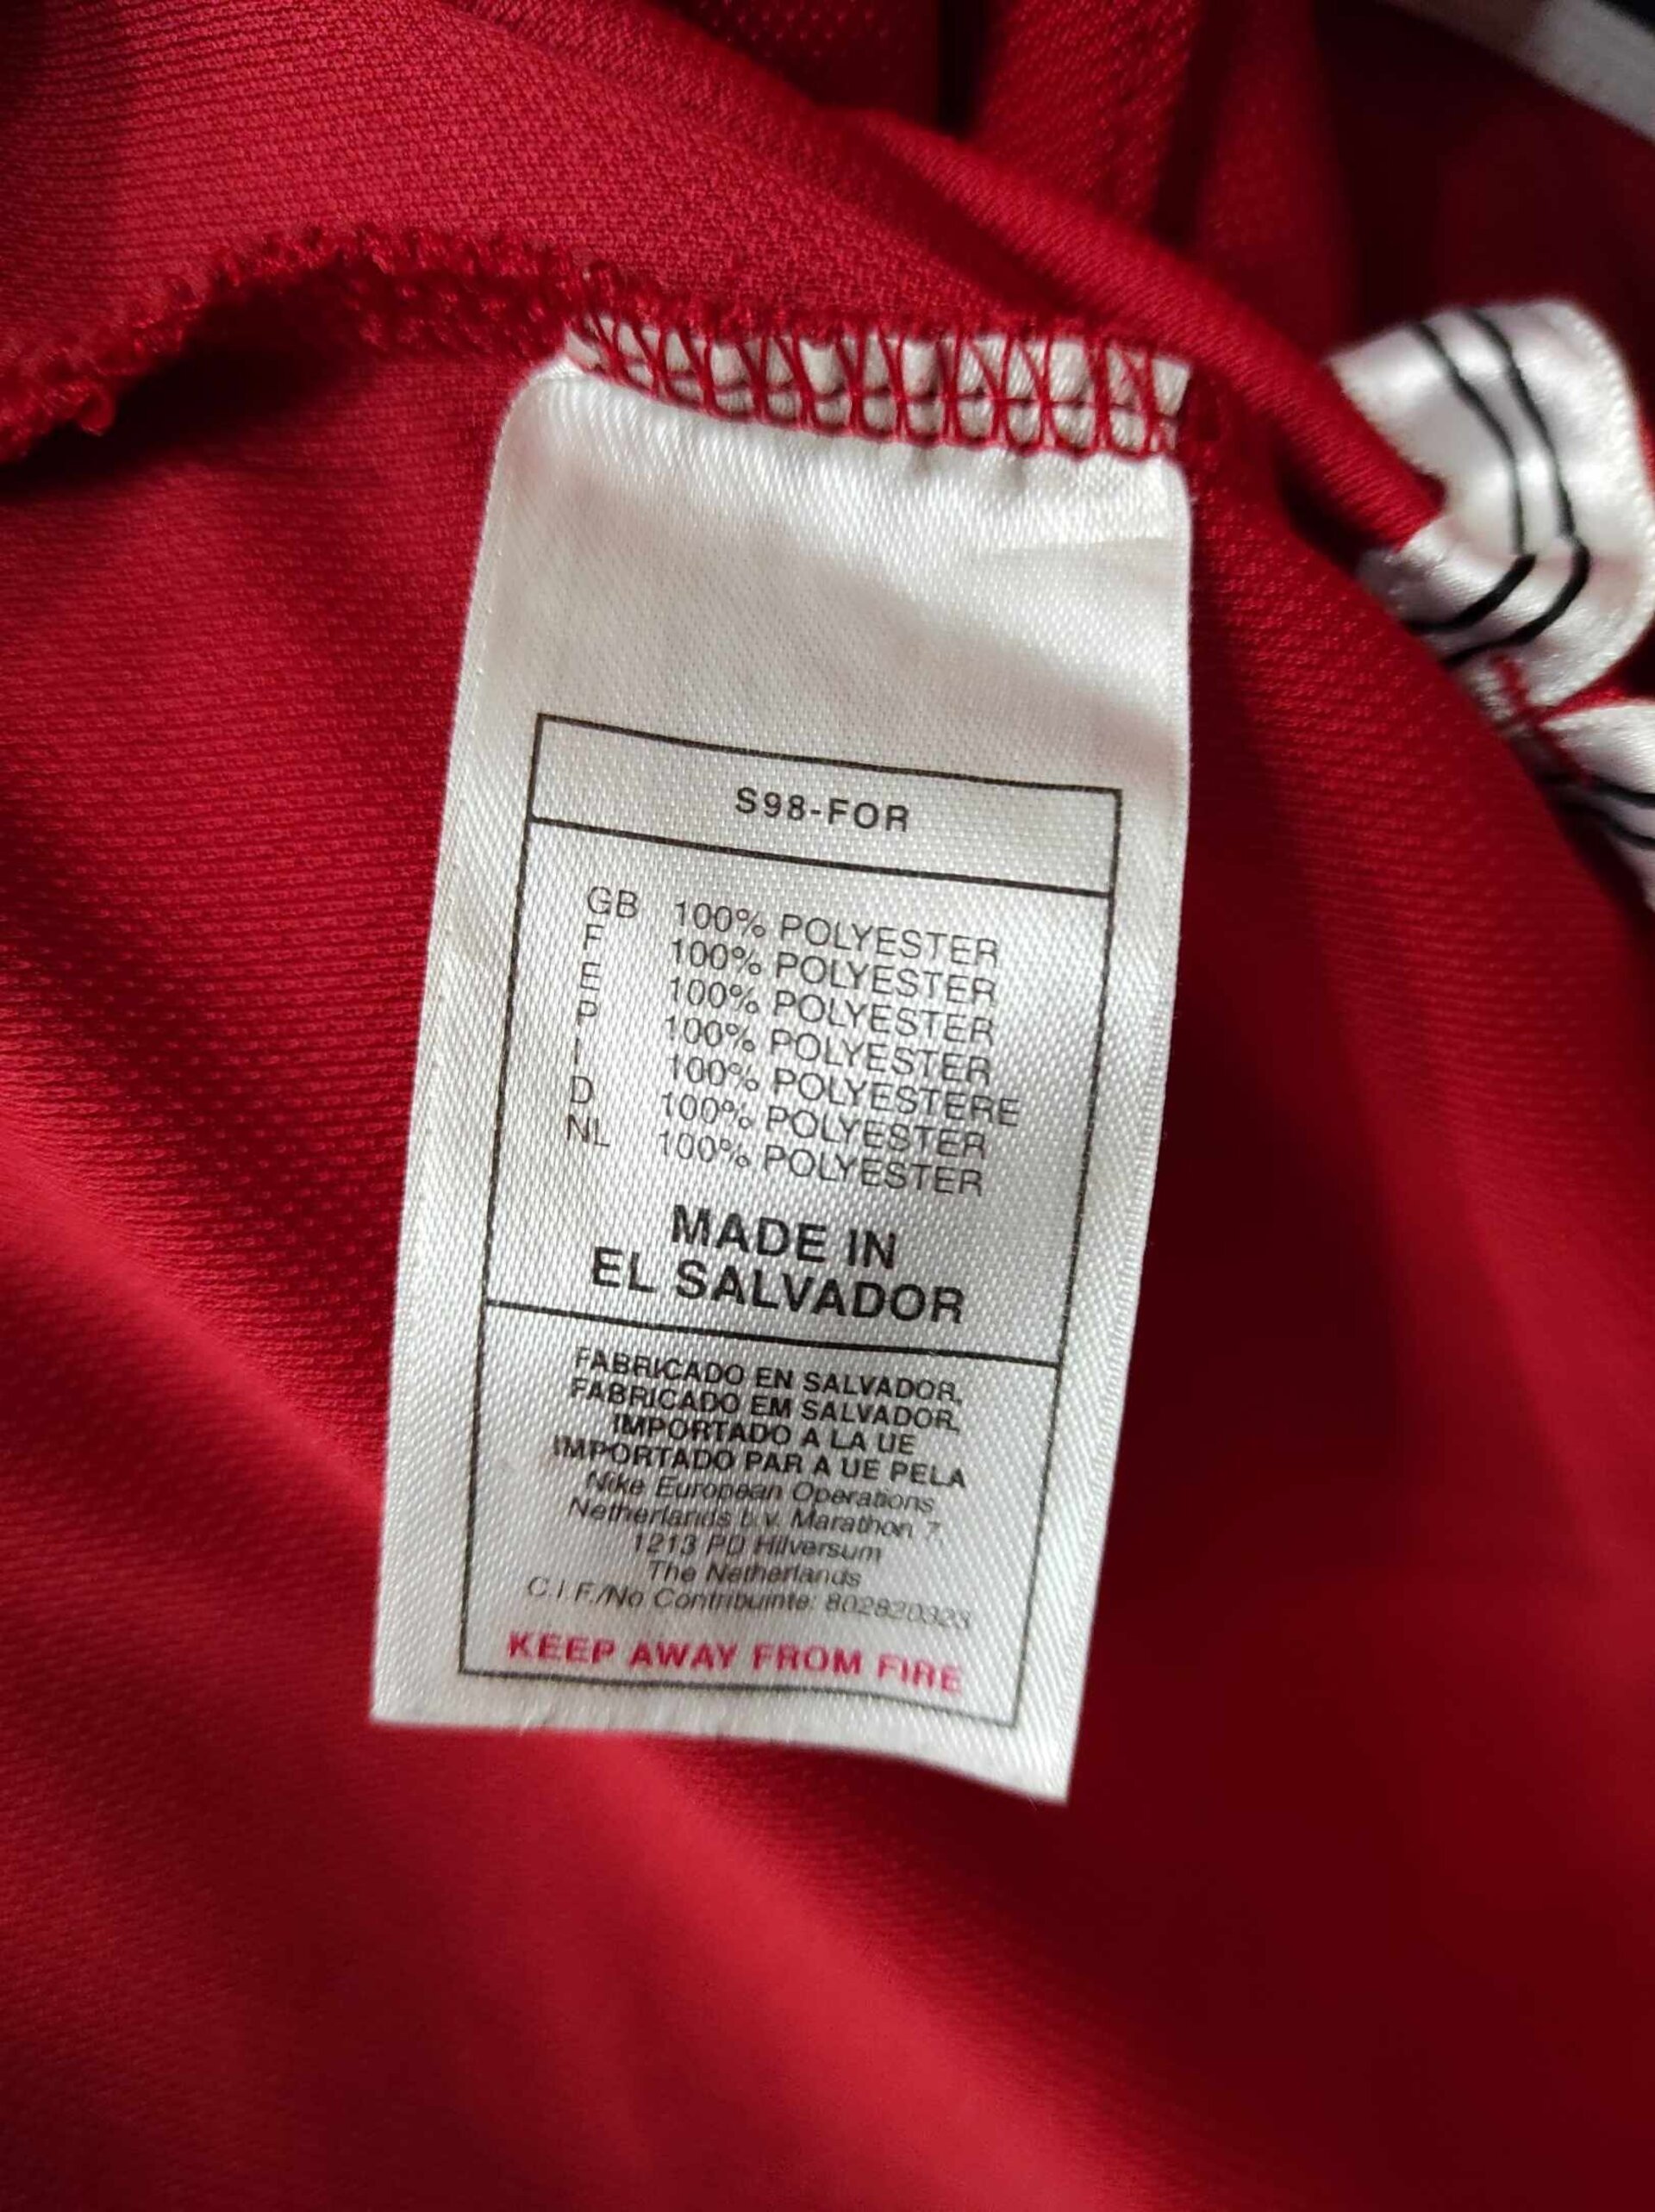 S98-FOR
GB 100% POLYESTER
F 100% POLYESTER
E 100% POLYESTER
P 100% POLYESTER
I 100% POLYESTERE
D 100% POLYESTER
NL 100% POLYESTER
MADE IN
EL SALVADOR
FABRICADO EN SALVADOR,
FABRICADO EM SALVADOR,
IMPORTADO A LA UE
IMPORTADO PAR A UE PELA
Nike European Operations
Netherlands b.v. Marathon 7,
1213 PD Hilversum
The Netherlands
C.I.F./No Contribuinte:
KEEP AWAY FROM FIRE